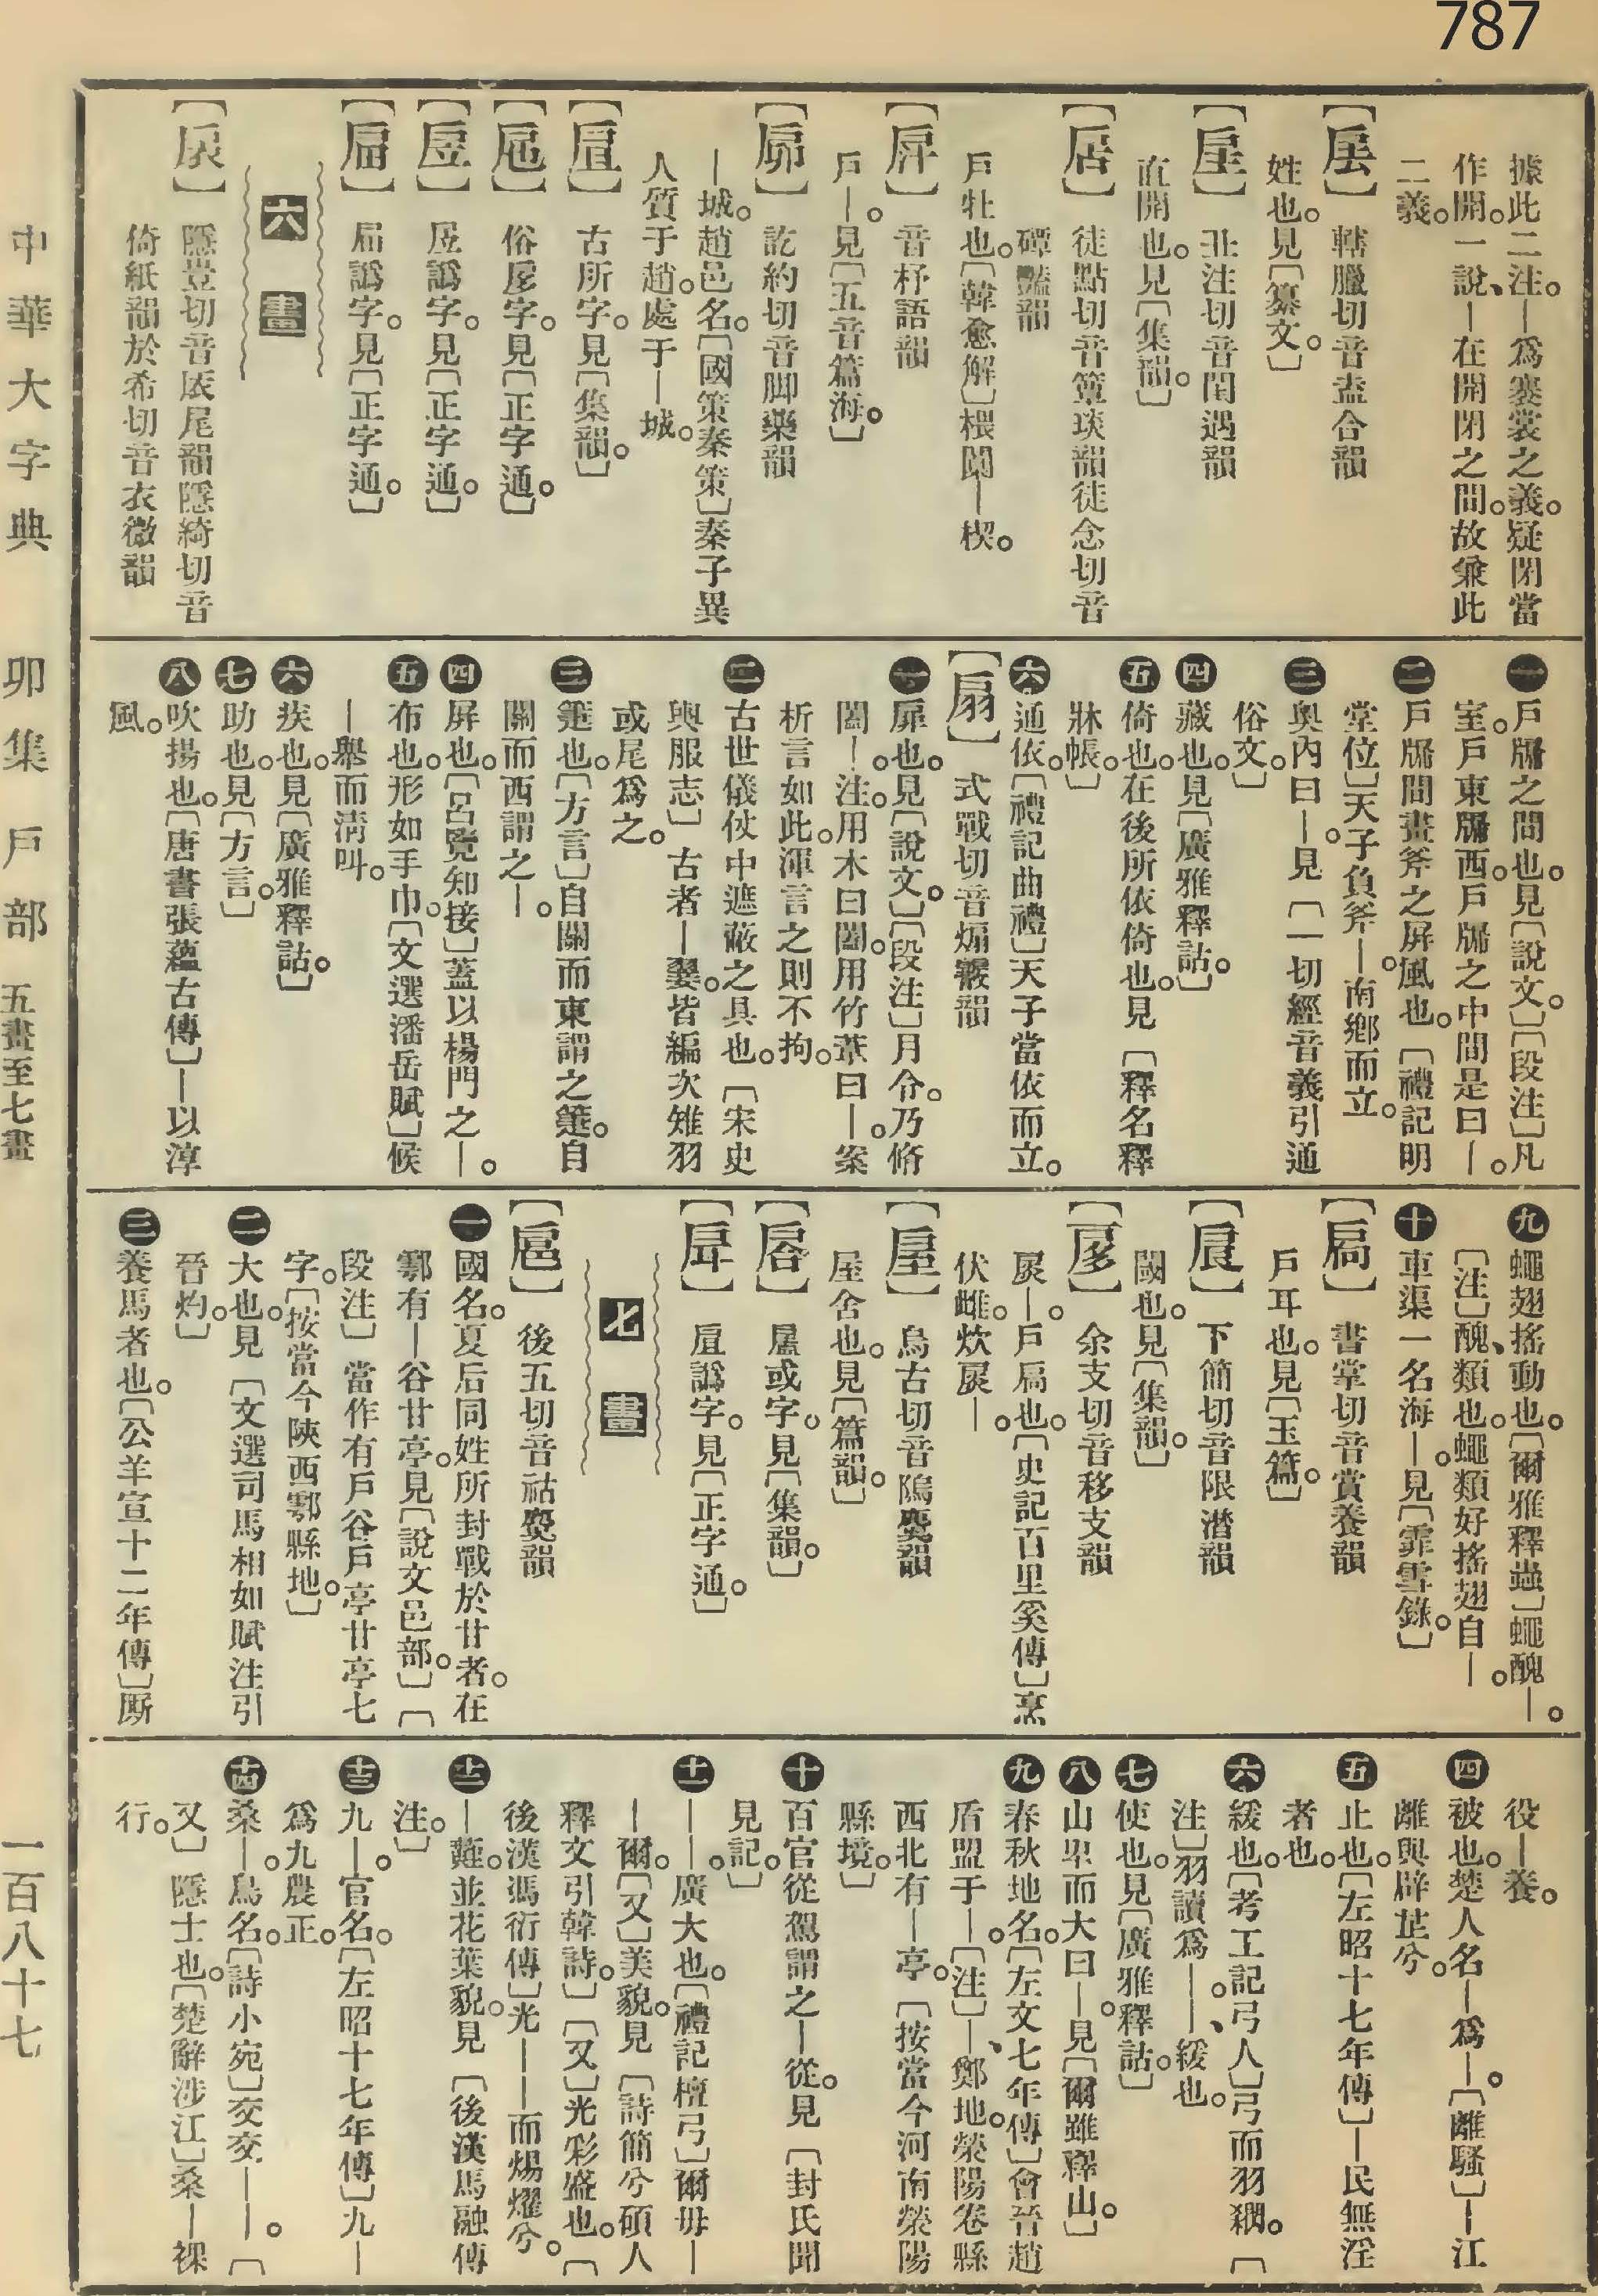 787
據此二注。—爲褰裳之義。疑閉當
作開。一說、—在開閉之間。故兼此
二義。
【㕎】轄臘切音盍合韻
姓也。見〔纂文。〕
【戽】丑注切音閏遇韻
直開也。見〔集韻。〕
【扂】徒點切音簟琰韻徒念切音
磹豔韻
戶牡也。〔韓愈解〕椳闑—楔。
音杼語韻
戶—。見〔五音篇海。〕
【戼】訖約切音脚藥韻
—城。趙邑名。〔國策秦策〕秦子異
人質于趙。處于—城。
古所字。見〔集韻。〕
俗戹字。見〔正字通。〕
譌字。見〔正字通。〕
譌字。見〔正字通。〕
六畫
【扆】隱豈切音㕈尾韻隱綺切音
倚紙韻於希切音衣微韻
一戶牖之間也。見〔說文。〕〔段注〕凡
室。戶東牖西。戶牖之中間是曰—。
二戶牖間畫斧之屏風也。〔禮記明
堂位〕天子負斧—。南鄉而立。
三奧內曰—。見〔一切經音義引通
俗文。〕
四藏也。見〔廣雅釋詁。〕
五倚也。在後所依倚也。見〔釋名釋
牀帳。〕
六通依。〔禮記曲禮〕天子當依而立。
【扇】式戰切音煽霰韻
一扉也。見〔說文。〕〔段注〕月令。乃脩
闔—。注。用木曰闔。用竹葦曰—。案
析言如此。渾言之則不拘。
二古世儀仗中遮蔽之具也。〔宋史
輿服志〕古者—翣。皆編次雉羽
或尾爲之。
三箑也。〔方言〕自關而東謂之箑。自
關而西謂之—。
四屏也。〔呂覽知接〕蓋以楊門之—。
五布也。形如手巾。〔文選潘岳賦〕候
—舉而清叫。
六疾也。見〔廣雅釋詁。〕
七助也。見〔方言。〕
八吹揚也。〔唐書張蘊古傳〕—以淳
風。
九蠅翅搖動也。〔爾雅釋蟲〕蠅醜—。
〔注〕醜、類也。蠅類好搖翅自—。
十車渠一名海—。見〔霏雪錄。〕
【扄】書掌切音賞養韻
戶耳也。見〔玉篇。〕
下簡切音限潸韻
閾也。見〔集韻。〕
【扅】余支切音移支韻
扊—。戶扃也。〔史記百里奚傳〕烹
伏雌。炊扊—。
烏古切音隝麌韻
屋舍也。見〔篇韻。〕
或字。見〔集韻。〕
譌字。見〔正字通。〕
七畫
【扈】後五切音祜麌韻
一國名。夏后同姓所封戰於甘者。在
鄠有—谷甘亭。見〔說文邑部。〕〔
段注〕當作有戶谷戶亭甘亭七
字。〔按當今陝西鄠縣地。〕
二大也。見〔文選司馬相如賦注引
晉灼。〕
三養馬者也。〔公羊宣十二年傳〕厮
役—養。
四被也。楚人名—爲—。〔離騷〕—江
離與辟芷兮。
五止也。〔左昭十七年傳〕—民無淫
者也。
六緩也。〔考工記弓人〕弓而羽䊵。〔
注〕羽讀爲—。—、緩也。
七使也。見〔廣雅釋詁。〕
八山卑而大曰—。見〔爾雖釋山。〕
九春秋地名。〔左文七年傳〕會晉趙
盾盟于—。〔注〕—、鄭地。滎陽卷縣
西北有—亭。〔按當今河南滎陽
縣境。〕
十百官從駕謂之—從。見〔封氏聞
見記。〕
十一——。廣大也。〔禮記檀弓〕爾毋—
—爾。〔又〕美貌。見〔詩簡兮碩人
釋文引韓詩。〕〔又〕光彩盛也。〔
後漢馮衍傳〕光——而煬燿兮。
十二—蘳。並花葉貌。見〔後漢馬融傳
注。〕
十三九—。官名。〔左昭十七年傳〕九—
爲九農正。
十四桑—。鳥名。〔詩小宛〕交交——。〔
又〕隱士也。〔楚辭涉江〕桑—裸
行。
中華大字典 卯集 戶部 五畫至七畫 一百八十七